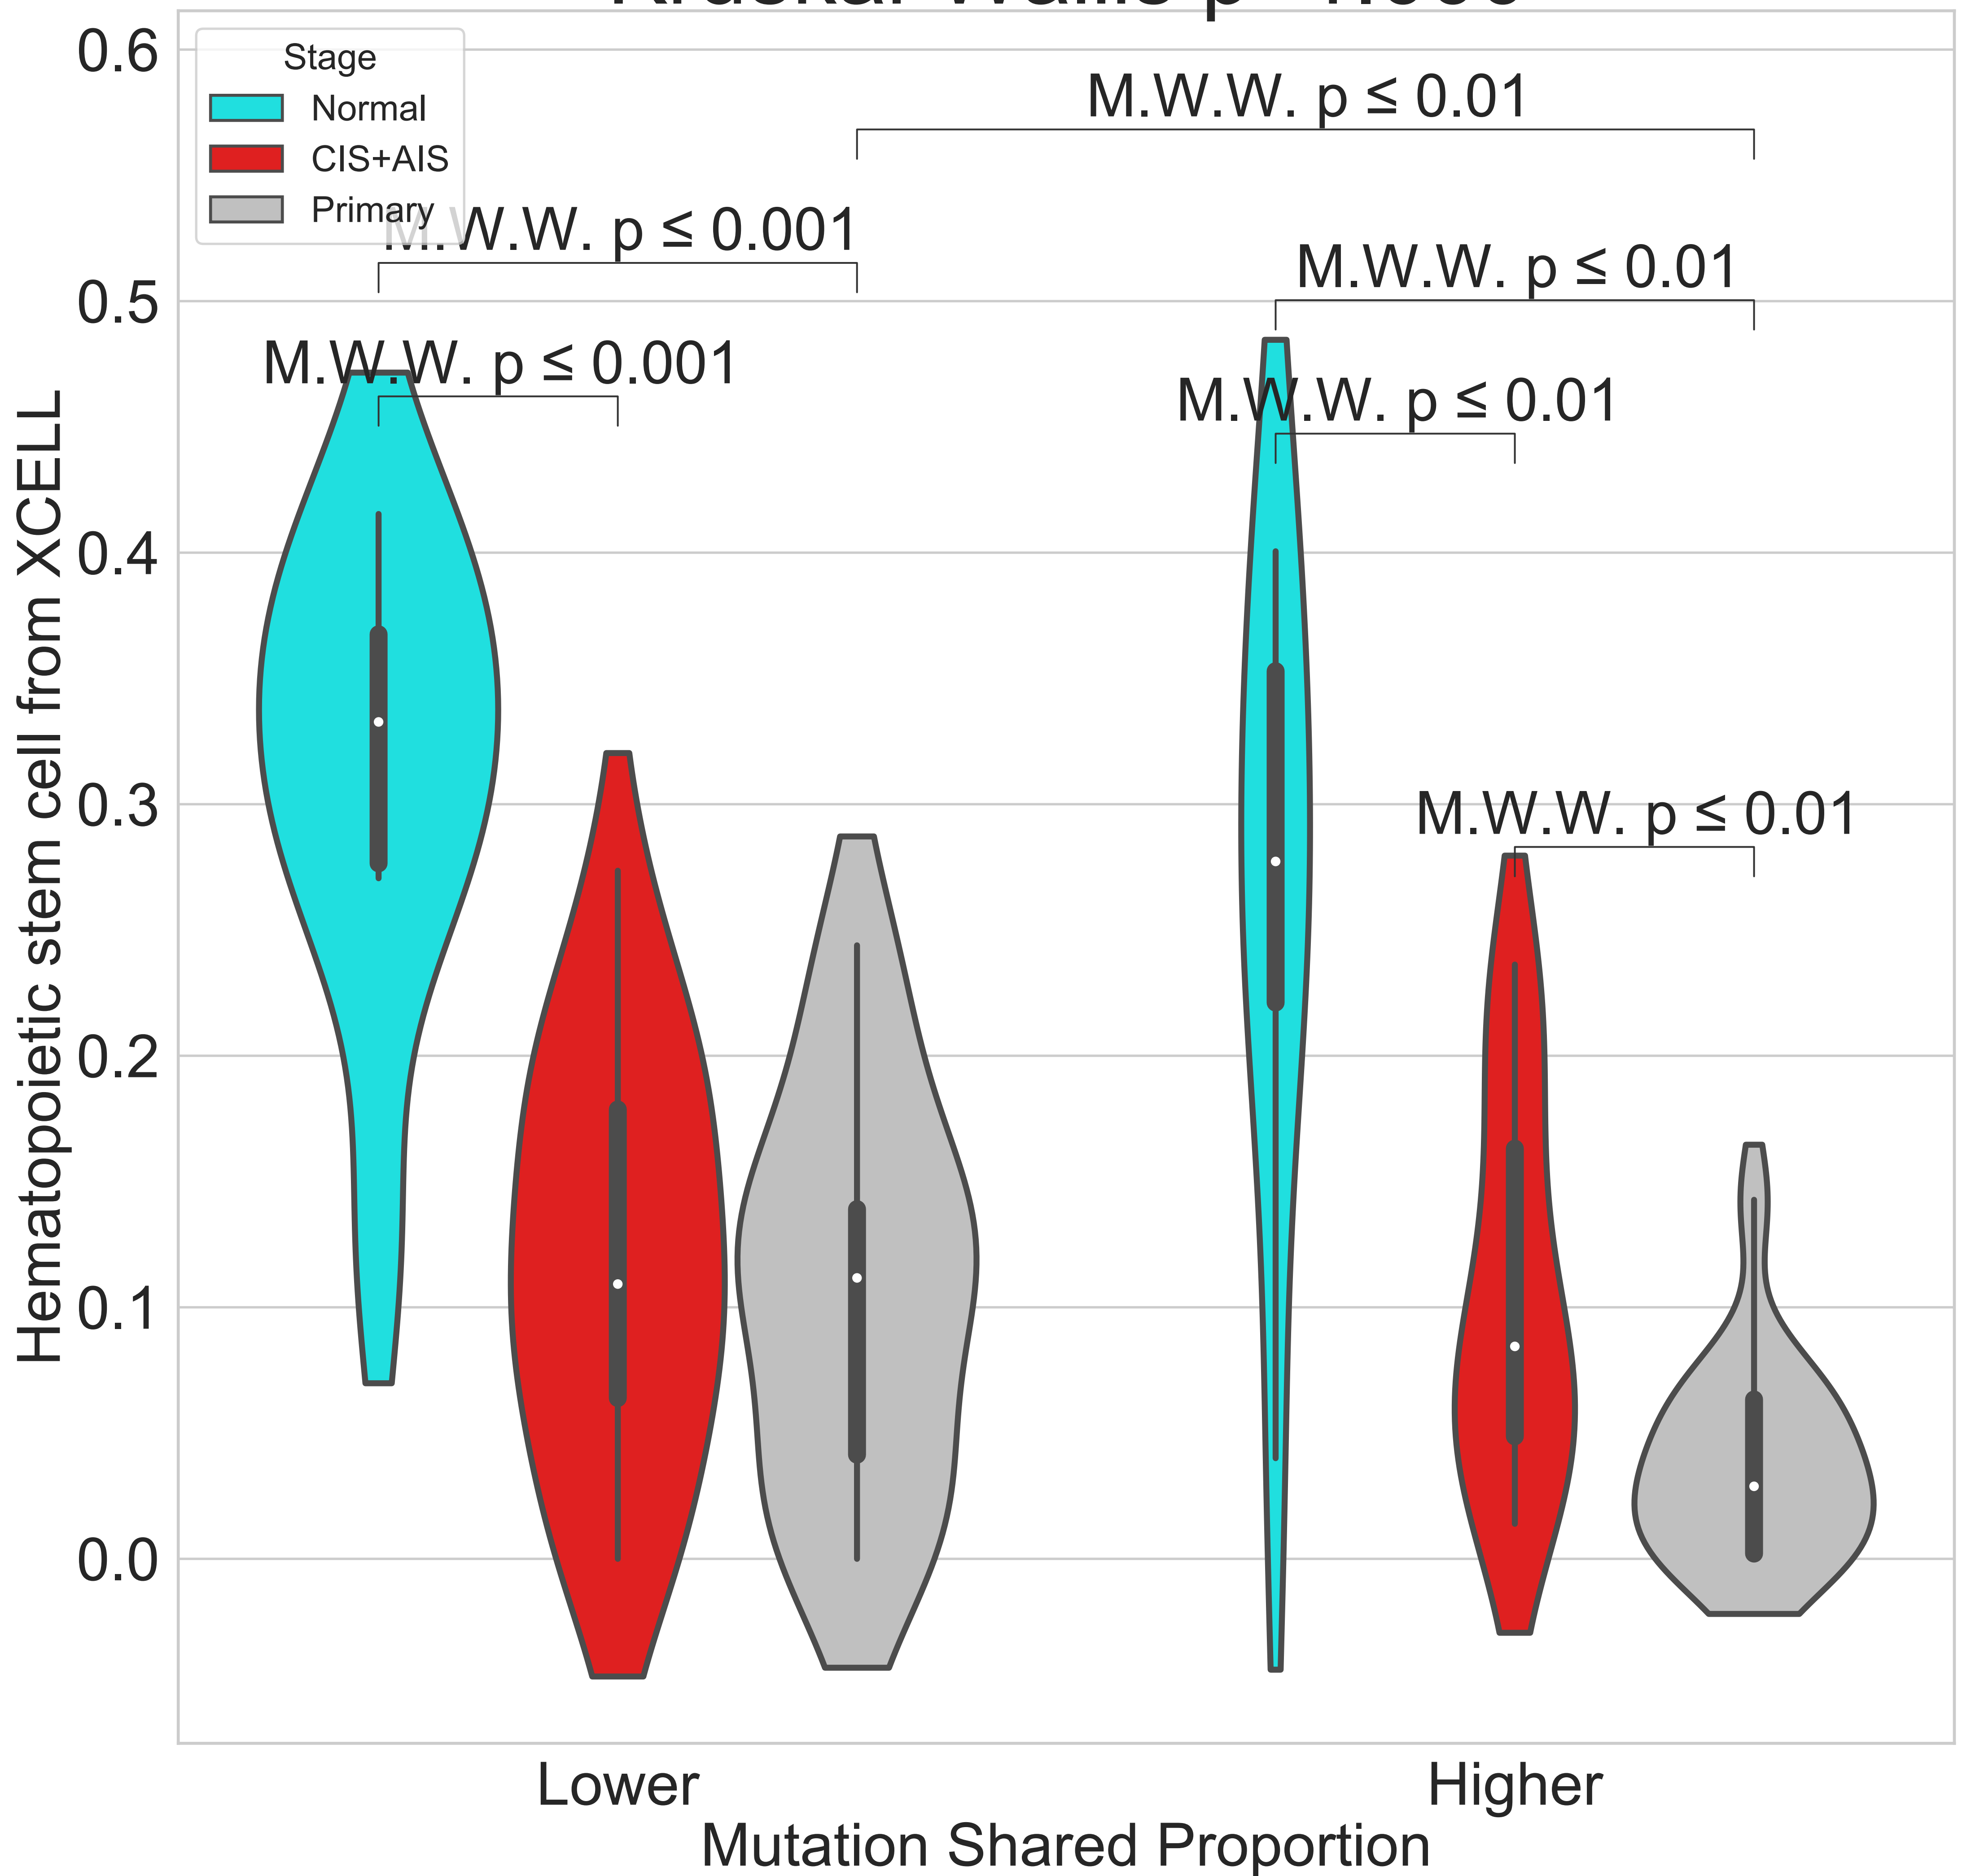 0.6
0.5
0.4
0.3
0.2
0.1
0.0
Hematopoietic stem cell from XCELL
Stage
Normal
CIS+AIS
Primary
M.W.W. p ≤ 0.01
M.W.W. p ≤ 0.001
M.W.W. p ≤ 0.01
M.W.W. p ≤ 0.001
M.W.W. p ≤ 0.01
M.W.W. p ≤ 0.01
Lower
Higher
Mutation Shared Proportion